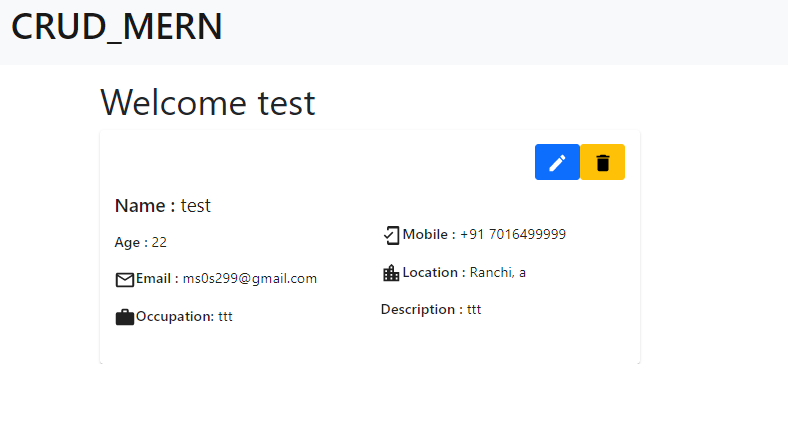 CRUD_MERN
Welcome test
Name : test
Age : 22
Email : ms0s299@gmail.com
Occupation: ttt
Mobile : +91 7016499999
Location : Ranchi, a
Description : ttt